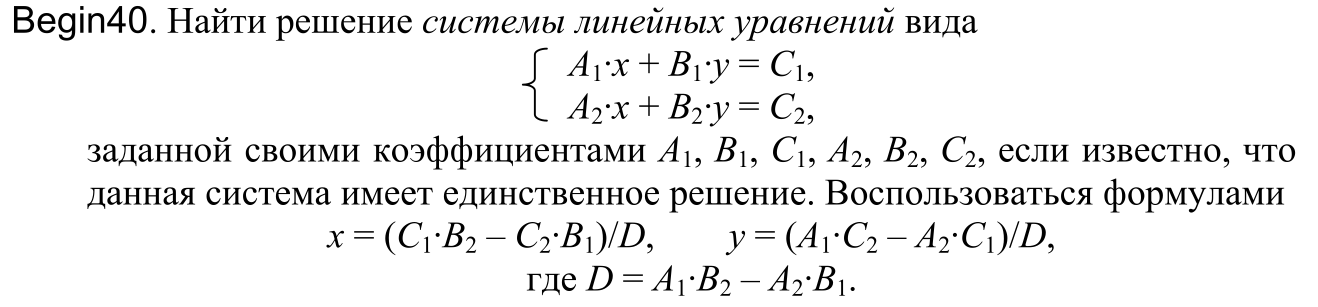 Begin40. Найти решение системы линейных уравнений вида
A₁·x + B₁·y = C₁,
A₂·x + B₂·y = C₂,
заданной своими коэффициентами A₁, B₁, C₁, A₂, B₂, C₂, если известно, что
данная система имеет единственное решение. Воспользоваться формулами
x = (C₁·B₂ – C₂·B₁)/D, y = (A₁·C₂ – A₂·C₁)/D,
где D = A₁·B₂ – A₂·B₁.